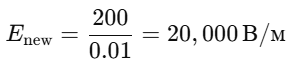 E_new = 200/0.01 = 20,000 В/м